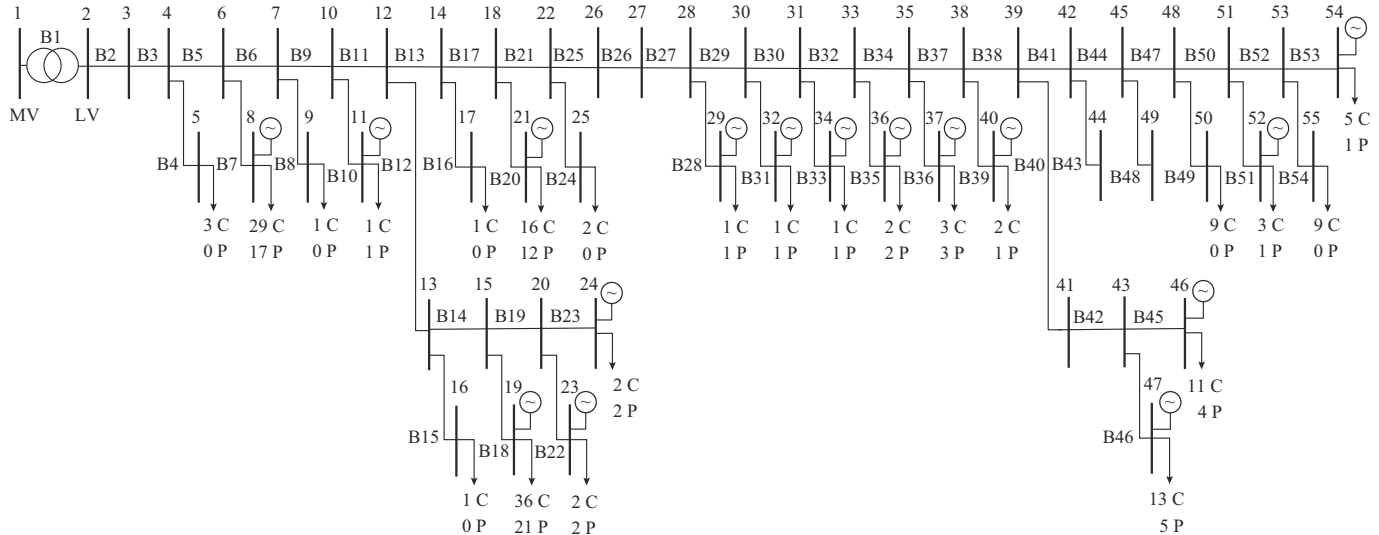 1 2 3 4 6 7 10 12 14 18 22 26 27 28 30 31 33 35 38 39 42 45 48 51 53 54
B1
B2 B3 B5 B6 B9 B11 B13 B17 B21 B25 B26 B27 B29 B30 B32 B34 B37 B38 B41 B44 B47 B50 B52 B53
MV LV
5 8 9 11 17 21 25 29 32 34 36 37 40 44 49 50 52 55
~ ~ ~ ~ ~ ~ ~ ~ ~ ~ ~
5 C
1 P
B4 B7 B8 B10 B12 B16 B20 B24 B28 B31 B33 B35 B36 B39 B40 B43 B48 B49 B51 B54
3 C 29 C 1 C 1 C 1 C 16 C 2 C 1 C 1 C 1 C 2 C 3 C 2 C 9 C 3 C 9 C
0 P 17 P 0 P 1 P 0 P 12 P 0 P 1 P 1 P 1 P 2 P 3 P 1 P 0 P 1 P 0 P
13 15 20 24 41 43 46
~ ~
B14 B19 B23 B42 B45
2 C 11 C
2 P 4 P
16 19 23 47
~ ~ ~
B15 B18 B22 B46
1 C 36 C 2 C 13 C
0 P 21 P 2 P 5 P